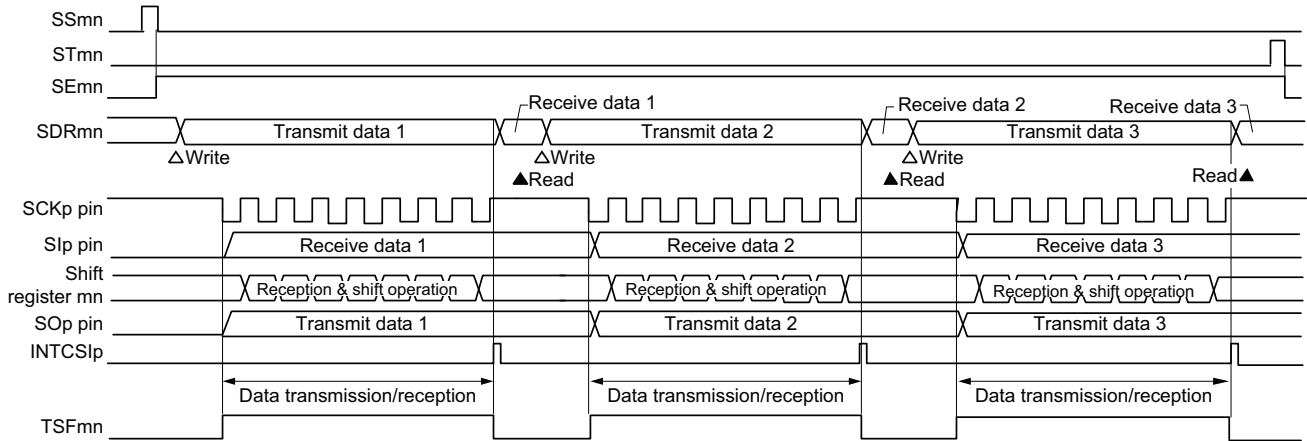 SSmn
STmn
SEmn
Receive data 1 Receive data 2 Receive data 3
SDRmn Transmit data 1 Transmit data 2 Transmit data 3
△Write △Write △Write
▲Read ▲Read Read▲
SCKp pin
SIp pin Receive data 1 Receive data 2 Receive data 3
Shift
register mn Reception & shift operation Reception & shift operation Reception & shift operation
SOp pin Transmit data 1 Transmit data 2 Transmit data 3
INTCSIp
Data transmission/reception Data transmission/reception Data transmission/reception
TSFmn